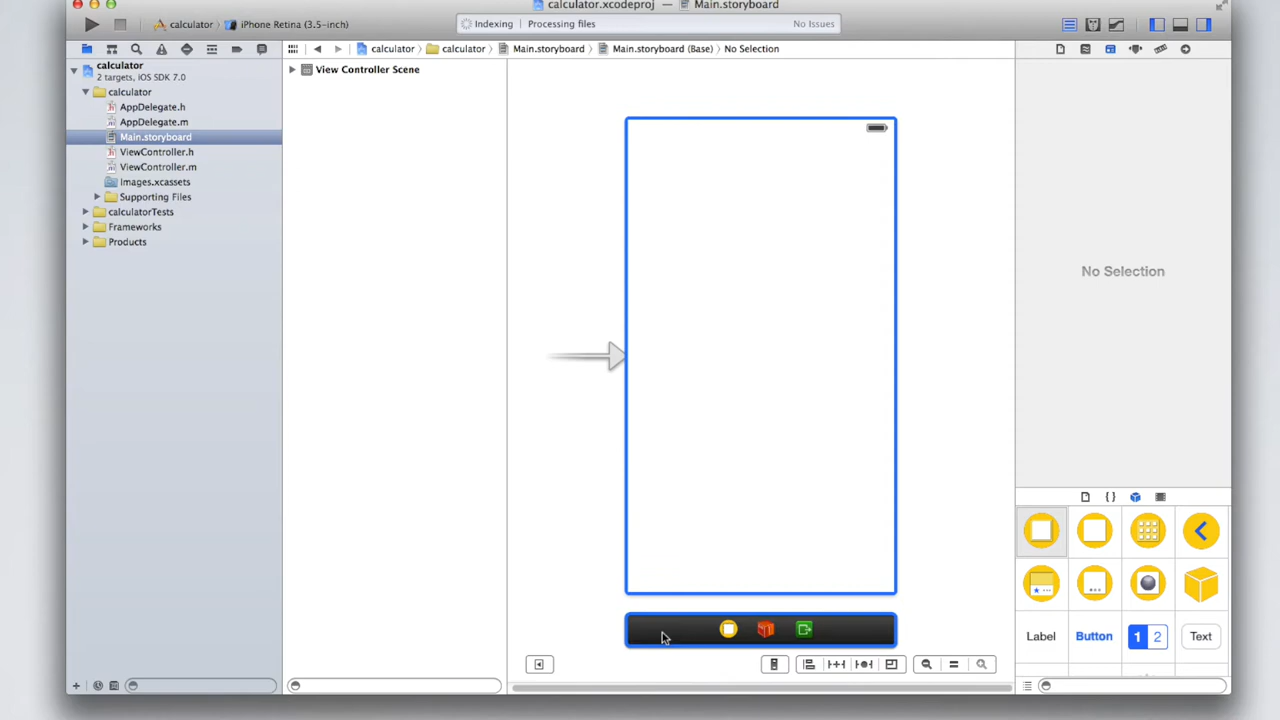 calculator.xcodeproj — Main.storyboard
calculator › iPhone Retina (3.5-inch)
Indexing | Processing files No Issues
calculator › calculator › Main.storyboard › Main.storyboard (Base) › No Selection
calculator
2 targets, iOS SDK 7.0
calculator
AppDelegate.h
AppDelegate.m
Main.storyboard
ViewController.h
ViewController.m
Images.xcassets
Supporting Files
calculatorTests
Frameworks
Products
View Controller Scene
No Selection
{ }
Label Button 1 2 Text